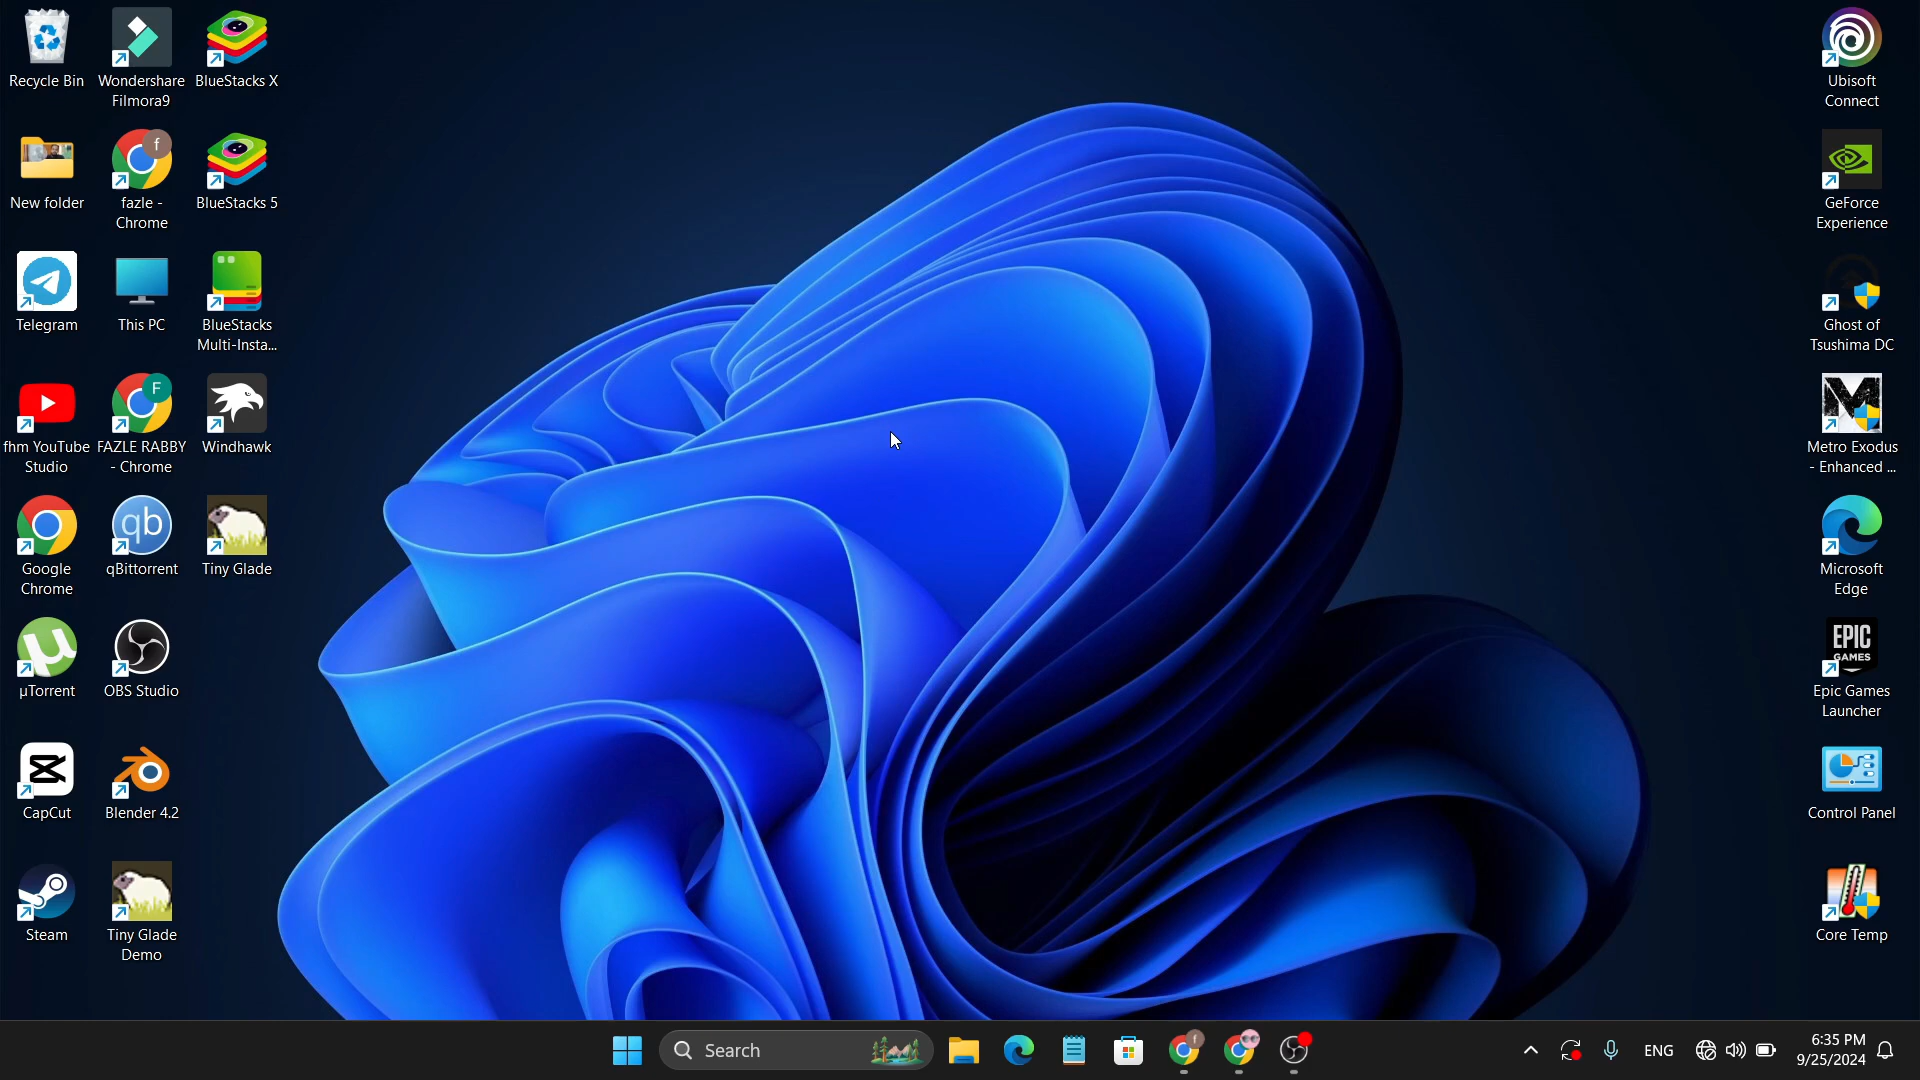 Recycle Bin
Wondershare
Filmora9
BlueStacks X
New folder
f
fazle -
Chrome
BlueStacks 5
Telegram
This PC
BlueStacks
Multi-Insta...
fhm YouTube
Studio
F
FAZLE RABBY
- Chrome
Windhawk
Google
Chrome
qb
qBittorrent
Tiny Glade
µ
µTorrent
OBS Studio
CapCut
Blender 4.2
Steam
Tiny Glade
Demo
Ubisoft
Connect
GeForce
Experience
Ghost of
Tsushima DC
M
Metro Exodus
- Enhanced ...
Microsoft
Edge
EPIC
GAMES
Epic Games
Launcher
Control Panel
Core Temp
Search
f
ENG
6:35 PM
9/25/2024